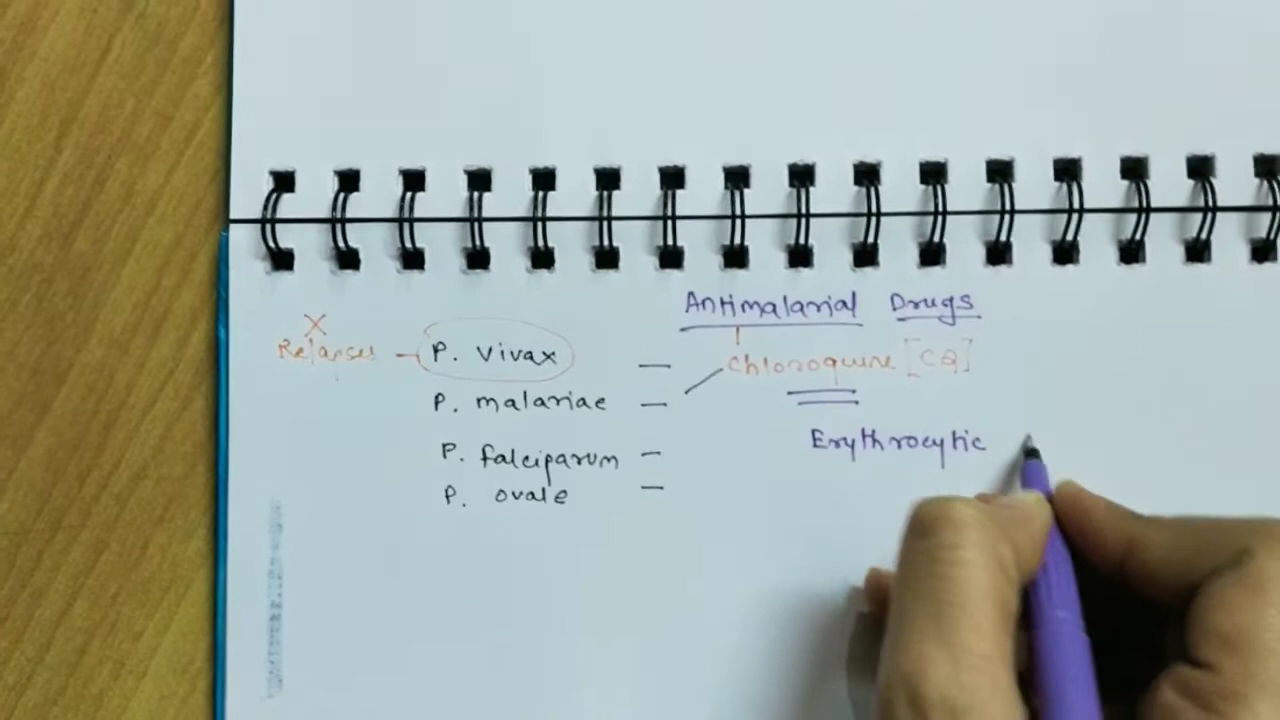 Antimalarial Drugs
X
Relapses - P. vivax - Chloroquine [CQ]
P. malariae -
Erythrocytic
P. falciparum -
P. ovale -